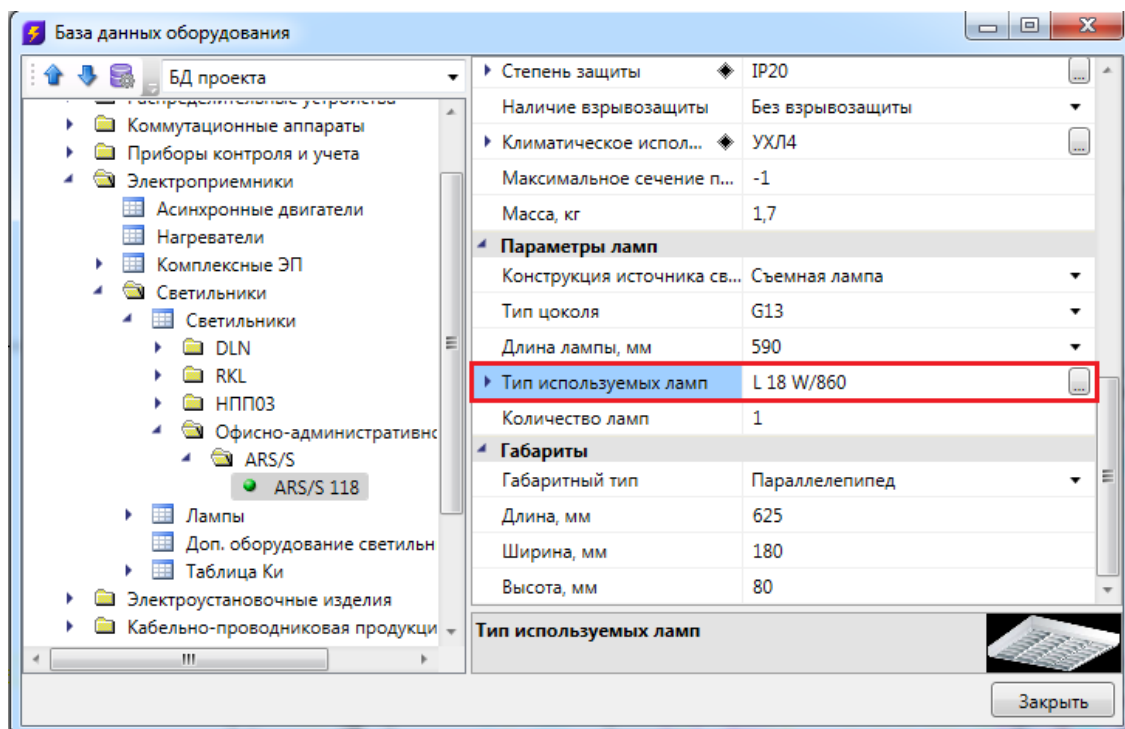 База данных оборудования
БД проекта
Распределительные устройства
Коммутационные аппараты
Приборы контроля и учета
Электроприемники
Асинхронные двигатели
Нагреватели
Комплексные ЭП
Светильники
Светильники
DLN
RKL
НПП03
Офисно-административнс
ARS/S
ARS/S 118
Лампы
Доп. оборудование светильн
Таблица Ки
Электроустановочные изделия
Кабельно-проводниковая продукци
Степень защиты IP20 ...
Наличие взрывозащиты Без взрывозащиты
Климатическое испол... УХЛ4 ...
Максимальное сечение п... -1
Масса, кг 1,7
Параметры ламп
Конструкция источника св... Съемная лампа
Тип цоколя G13
Длина лампы, мм 590
Тип используемых ламп L 18 W/860 ...
Количество ламп 1
Габариты
Габаритный тип Параллелепипед
Длина, мм 625
Ширина, мм 180
Высота, мм 80
Тип используемых ламп
Закрыть